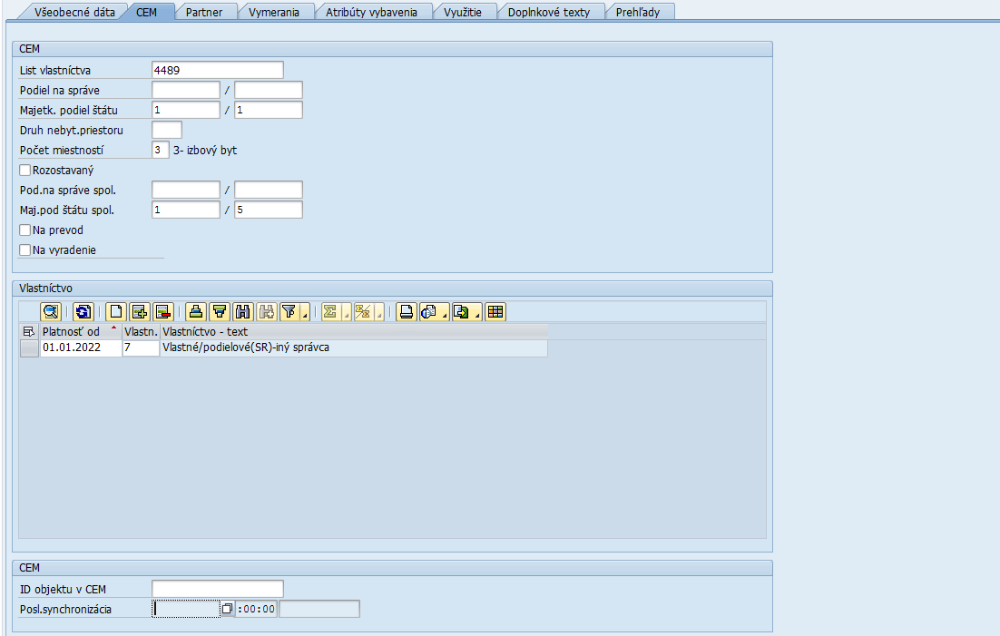 Všeobecné dáta CEM Partner Vymerania Atribúty vybavenia Využitie Doplnkové texty Prehľady
CEM
List vlastníctva 4489
Podiel na správe /
Majetk. podiel štátu 1 / 1
Druh nebyt.priestoru
Počet miestností 3 3- izbový byt
Rozostavaný
Pod.na správe spol. /
Maj.pod štátu spol. 1 / 5
Na prevod
Na vyradenie
Vlastníctvo
Platnosť od Vlastn. Vlastníctvo - text
01.01.2022 7 Vlastné/podielové(SR)-iný správca
CEM
ID objektu v CEM
Posl.synchronizácia :00:00